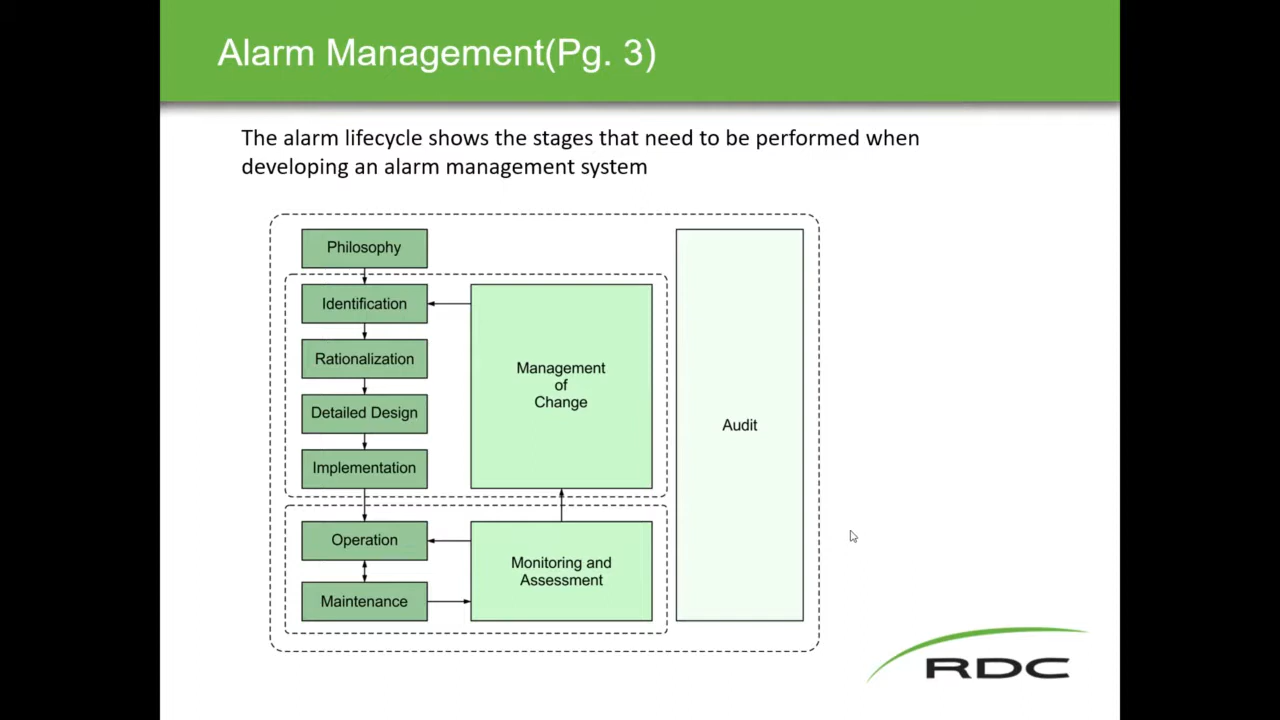 Alarm Management(Pg. 3)
The alarm lifecycle shows the stages that need to be performed when
developing an alarm management system
Philosophy
Identification
Rationalization
Detailed Design
Implementation
Operation
Maintenance
Management
of
Change
Monitoring and
Assessment
Audit
RDC